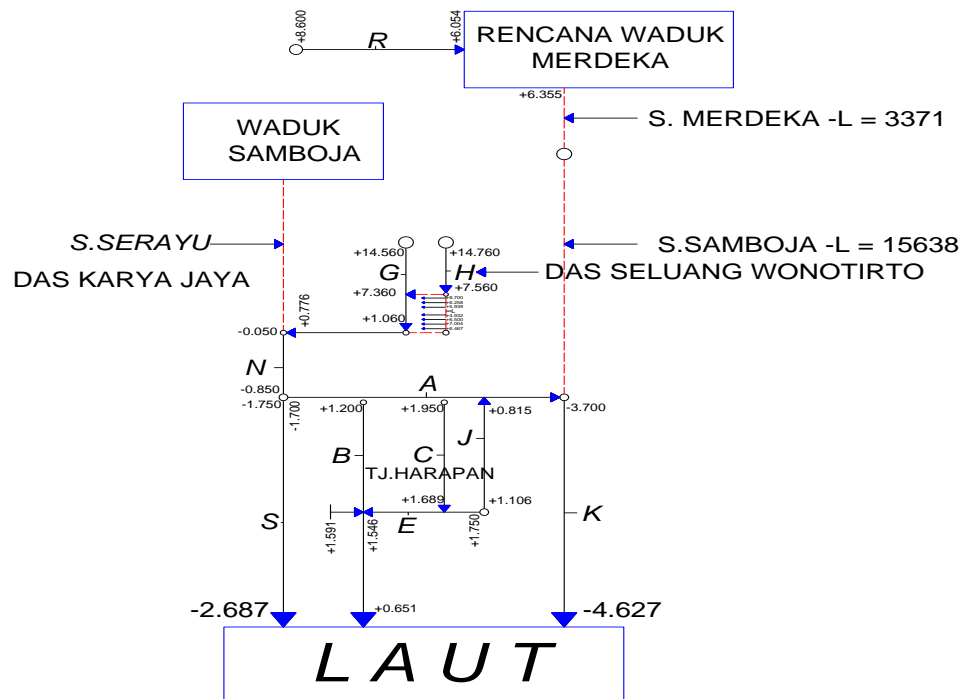 +8.600
R
+6.054
RENCANA WADUK
MERDEKA
+6.355
S. MERDEKA -L = 3371
WADUK
SAMBOJA
S.SERAYU
DAS KARYA JAYA
S.SAMBOJA -L = 15638
DAS SELUANG WONOTIRTO
+14.560
+14.760
G
H
+7.560
+7.360
+1.060
+0.776
-0.050
N
-0.850
-1.750
-1.700
A
+1.200
+1.950
+0.815
-3.700
B
C
J
TJ.HARAPAN
+1.689
+1.106
E
+1.591
+1.546
+1.750
S
K
-2.687
+0.651
-4.627
L A U T